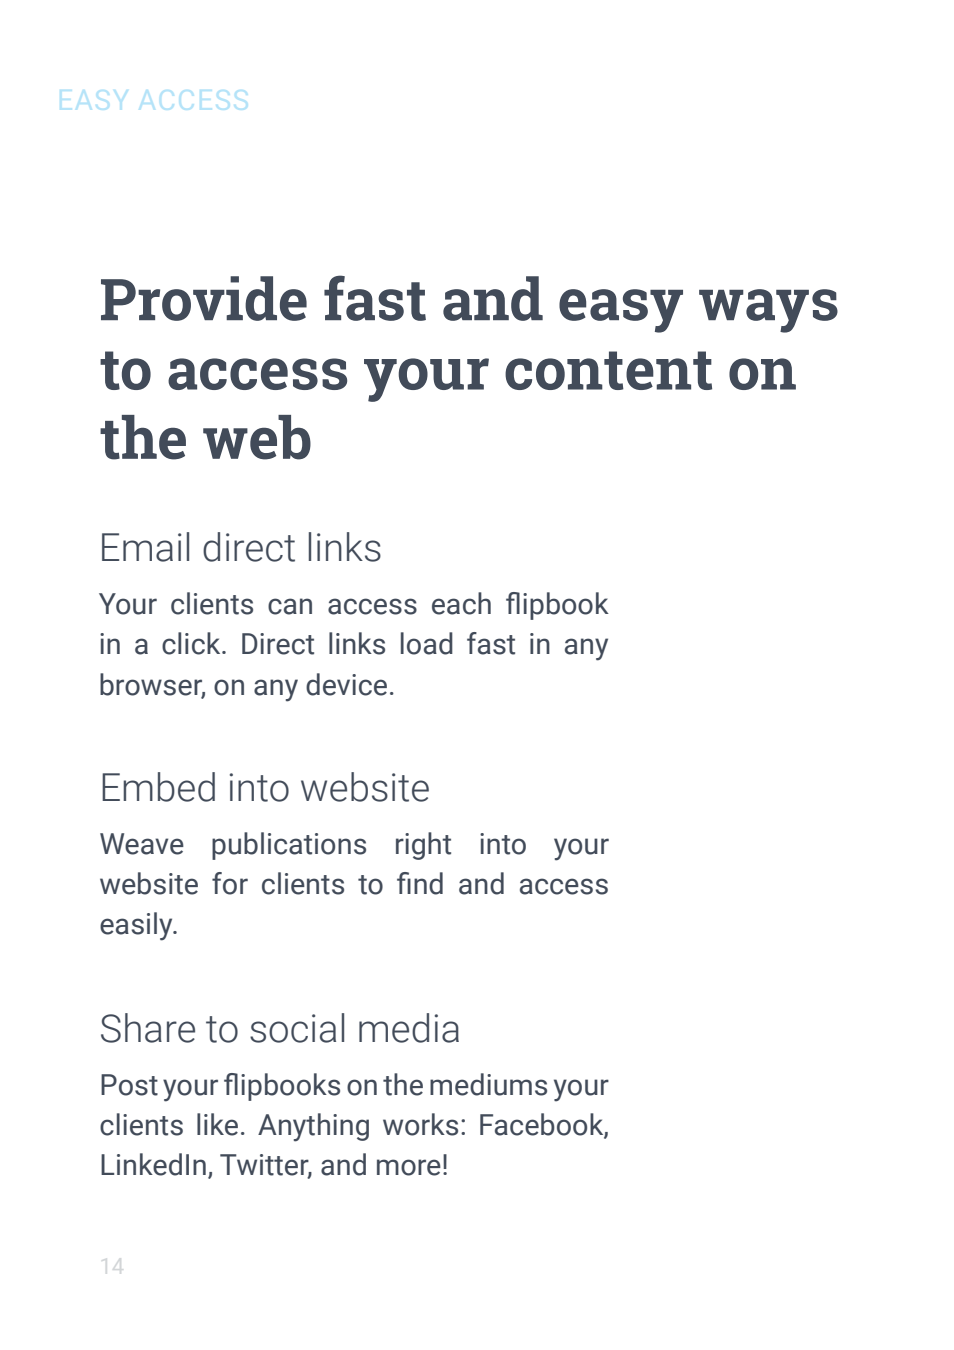 EASY ACCESS
Provide fast and easy ways
to access your content on
the web
Email direct links
Your clients can access each flipbook
in a click. Direct links load fast in any
browser, on any device.
Embed into website
Weave publications right into your
website for clients to find and access
easily.
Share to social media
Post your flipbooks on the mediums your
clients like. Anything works: Facebook,
LinkedIn, Twitter, and more!
14